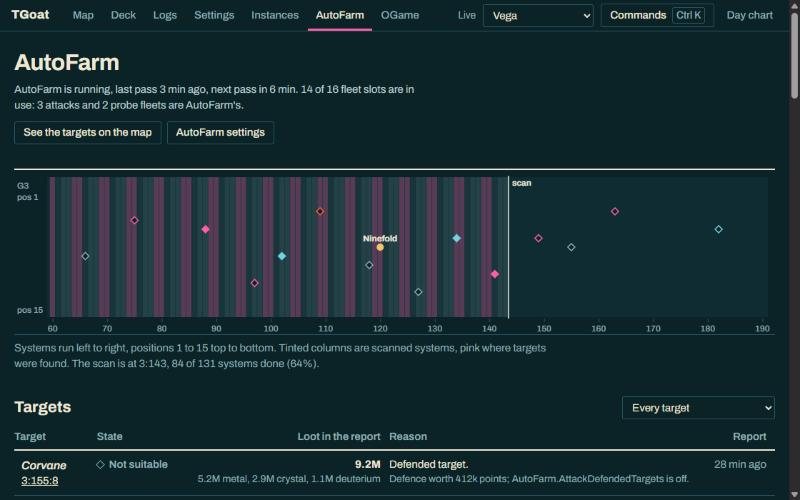 TGoat Map Deck Logs Settings Instances AutoFarm OGame Live Vega Commands Ctrl K Day chart
AutoFarm
AutoFarm is running, last pass 3 min ago, next pass in 6 min. 14 of 16 fleet slots are in
use: 3 attacks and 2 probe fleets are AutoFarm's.
See the targets on the map AutoFarm settings
G3
pos 1
scan
Ninefold
pos 15
60 70 80 90 100 110 120 130 140 150 160 170 180 190
Systems run left to right, positions 1 to 15 top to bottom. Tinted columns are scanned systems, pink where targets
were found. The scan is at 3:143, 84 of 131 systems done (64%).
Targets Every target
Target State Loot in the report Reason Report
Corvane Not suitable 9.2M Defended target. 28 min ago
3:155:8 5.2M metal, 2.9M crystal, 1.1M deuterium Defence worth 412k points; AutoFarm.AttackDefendedTargets is off.